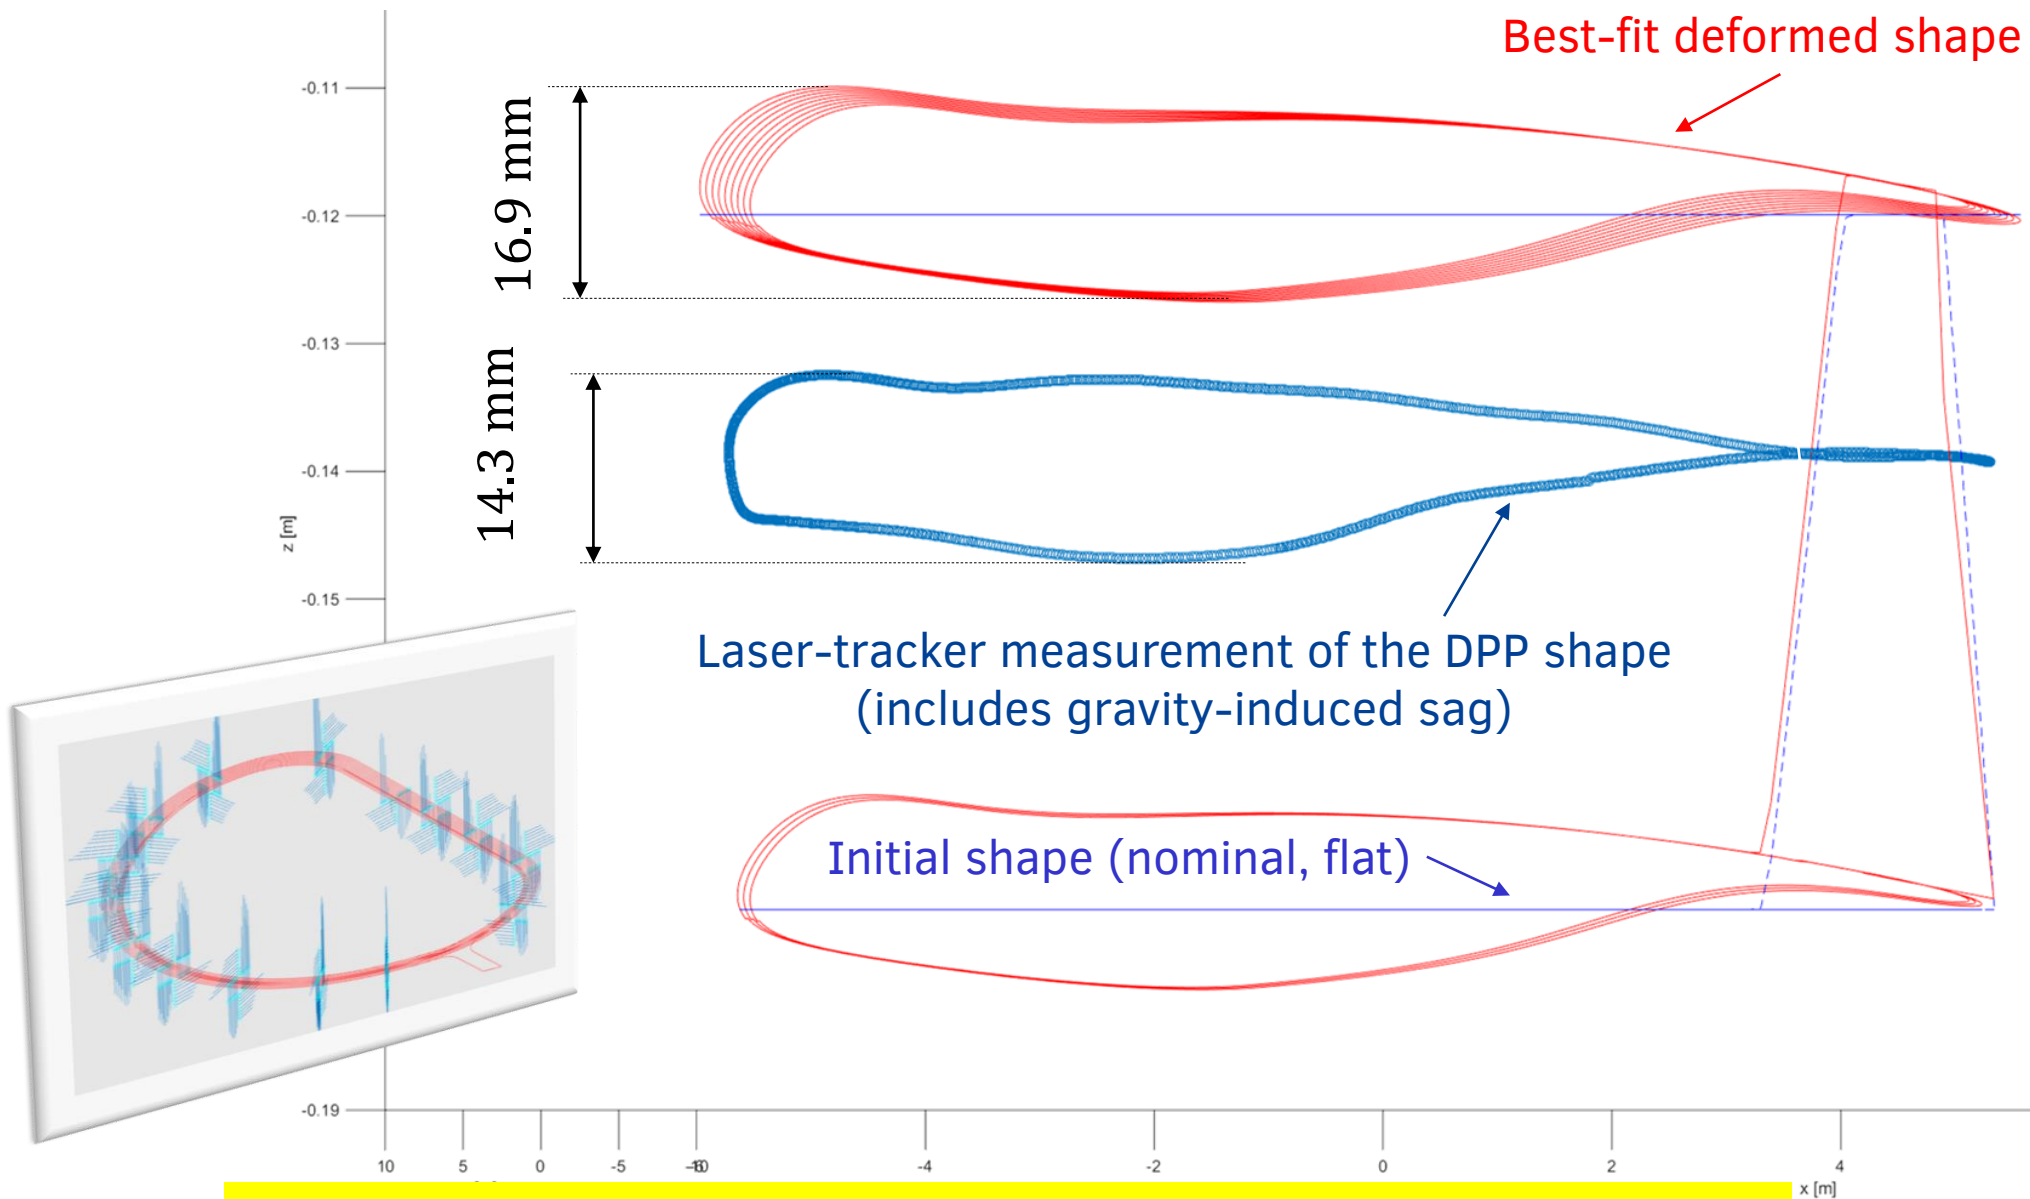 Best-fit deformed shape
-0.11
16.9 mm
-0.12
-0.13
14.3 mm
-0.14
z [m]
-0.15
Laser-tracker measurement of the DPP shape
(includes gravity-induced sag)
Initial shape (nominal, flat)
-0.19
10 5 0 -5 -4 -2 0 2 4
x [m]